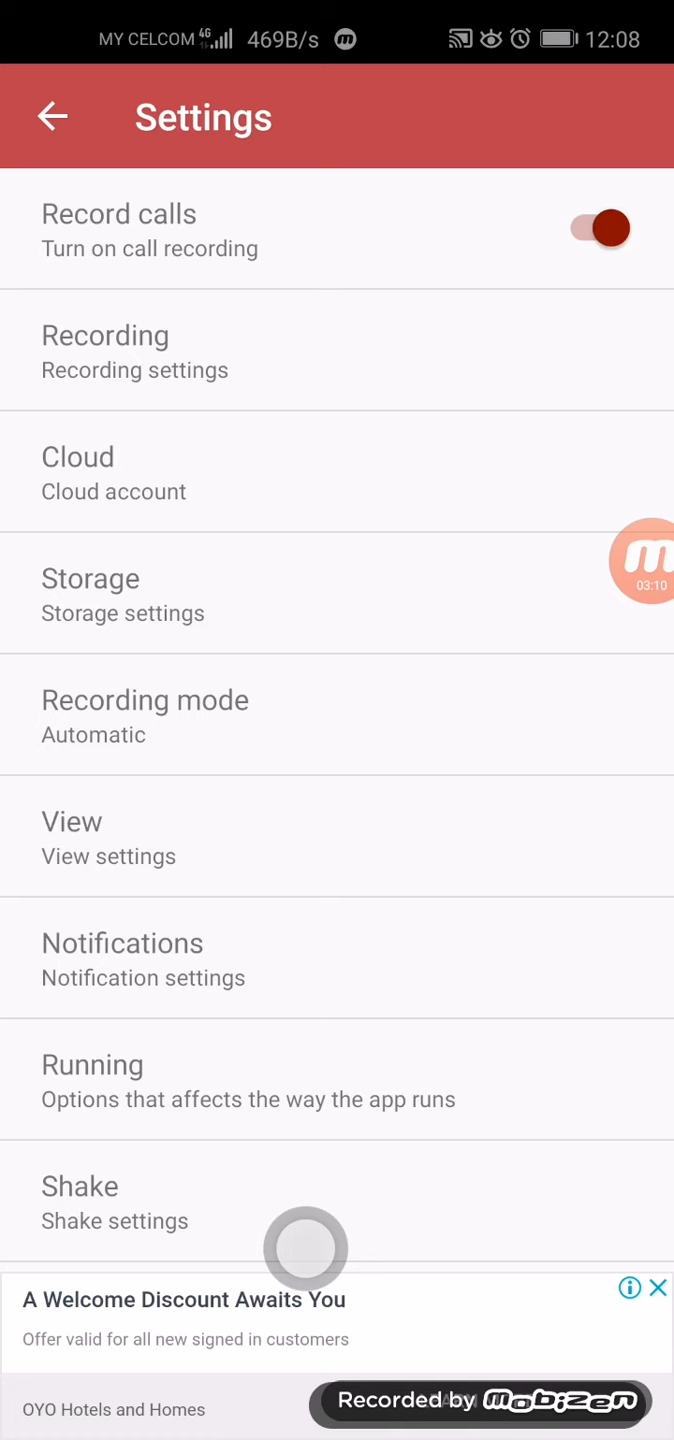 MY CELCOM 4G 469B/s m 12:08
Settings
Record calls
Turn on call recording
Recording
Recording settings
Cloud
Cloud account
Storage
Storage settings
m
03:10
Recording mode
Automatic
View
View settings
Notifications
Notification settings
Running
Options that affects the way the app runs
Shake
Shake settings
A Welcome Discount Awaits You
Offer valid for all new signed in customers
OYO Hotels and Homes
Recorded by mobizen